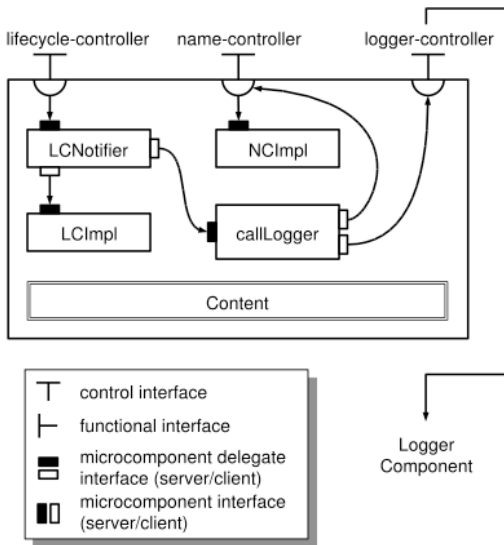 lifecycle-controller name-controller logger-controller
LCNotifier NCImpl
LCImpl callLogger
Content
control interface
functional interface
microcomponent delegate
interface (server/client)
microcomponent interface
(server/client)
Logger
Component